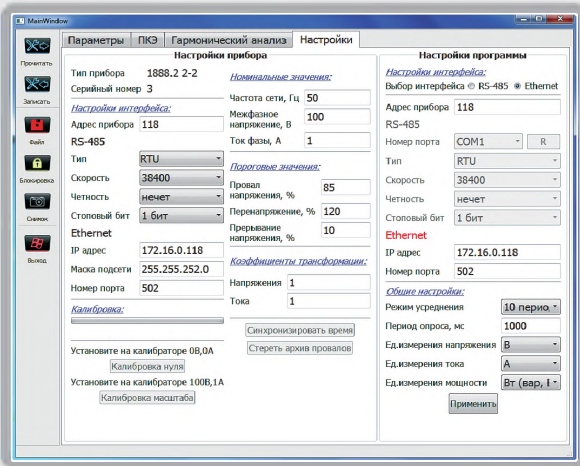 MainWindow
Прочитать
Записать
Файл
Блокировка
Снимок
Выход
Параметры ПКЭ Гармонический анализ Настройки
Настройки прибора
Тип прибора 1888.2 2-2
Серийный номер 3
Настройки интерфейса:
Адрес прибора 118
RS-485
Тип RTU
Скорость 38400
Четность нечет
Стоповый бит 1 бит
Ethernet
IP адрес 172.16.0.118
Маска подсети 255.255.252.0
Номер порта 502
Калибровка:
Установите на калибраторе 0В,0А
Калибровка нуля
Установите на калибраторе 100В,1А
Калибровка масштаба
Номинальные значения:
Частота сети, Гц 50
Межфазное
напряжение, В 100
Ток фазы, А 1
Пороговые значения:
Провал
напряжения, % 85
Перенапряжение, % 120
Прерывание
напряжения, % 10
Коэффициенты трансформации:
Напряжения 1
Тока 1
Синхронизировать время
Стереть архив провалов
Настройки программы
Настройки
интерфейса:
Выбор интерфейса RS-485 Ethernet
Адрес прибора 118
RS-485
Номер порта COM1 R
Тип RTU
Скорость 38400
Четность нечет
Стоповый бит 1 бит
Ethernet
IP адрес 172.16.0.118
Номер порта 502
Общие настройки:
Режим усреднения 10 перио,
Период опроса, мс 1000
Ед.измерения напряжения В
Ед.измерения тока А
Ед.измерения мощности Вт (вар,
Применить